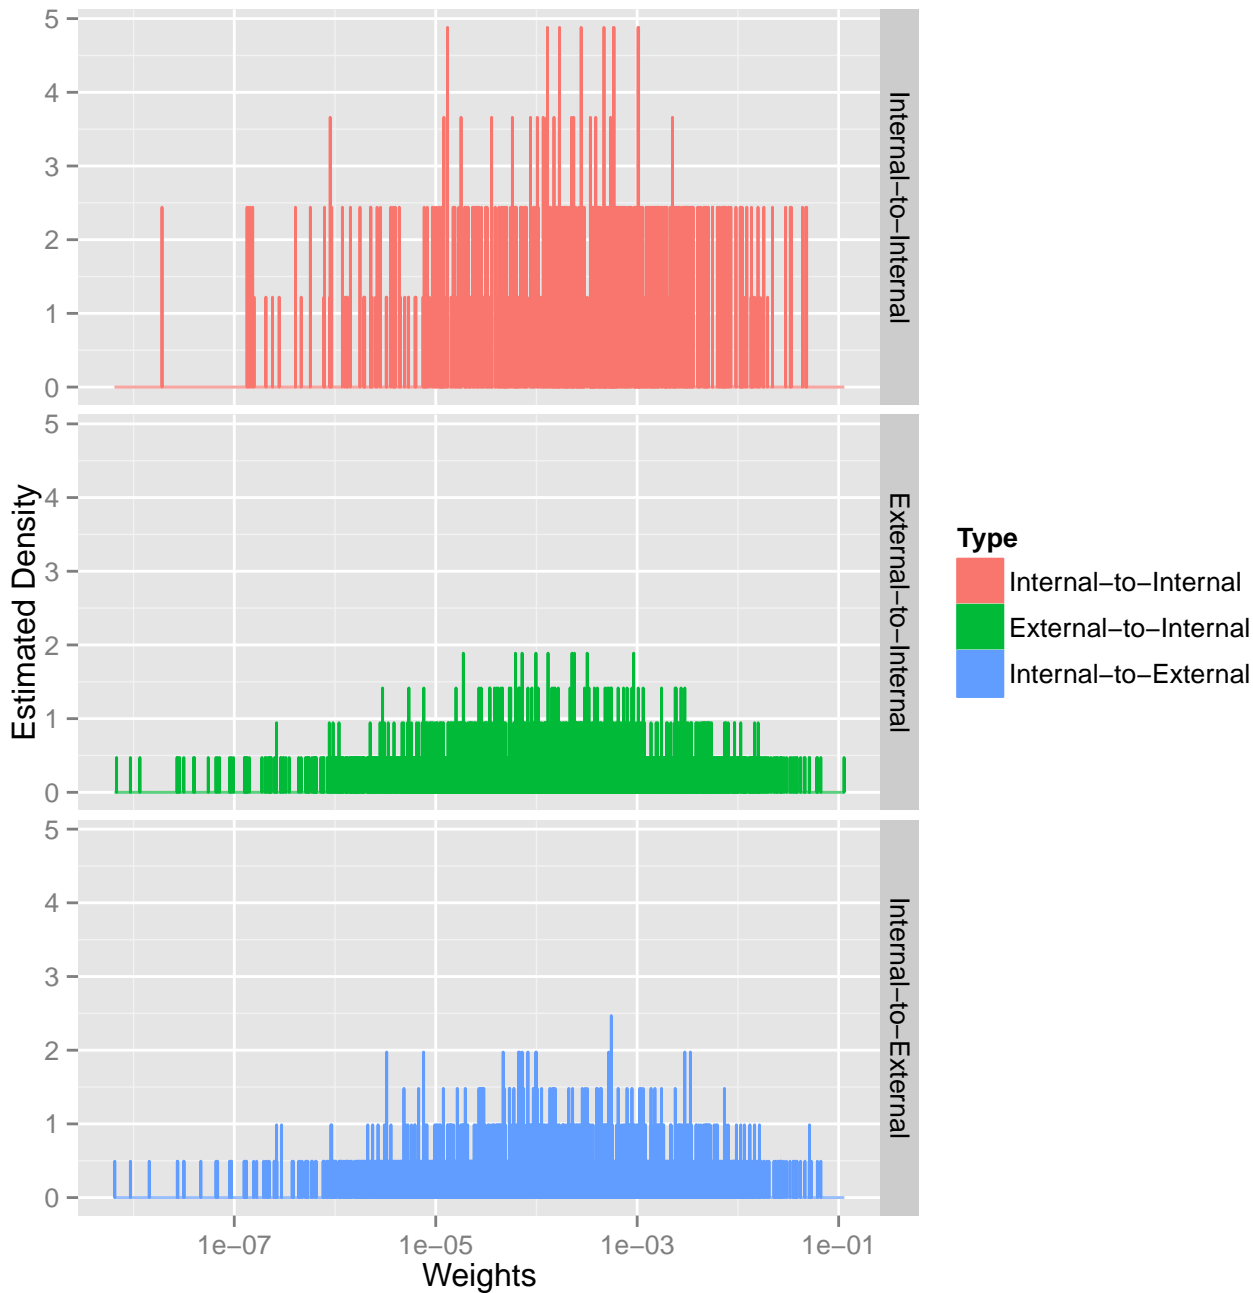 Estimated Density
5
4
3
2
1
0
Internal−to−Internal
5
4
3
2
1
0
External−to−Internal
5
4
3
2
1
0
Internal−to−External
1e−07
1e−05
1e−03
1e−01
Weights
Type
Internal−to−Internal
External−to−Internal
Internal−to−External